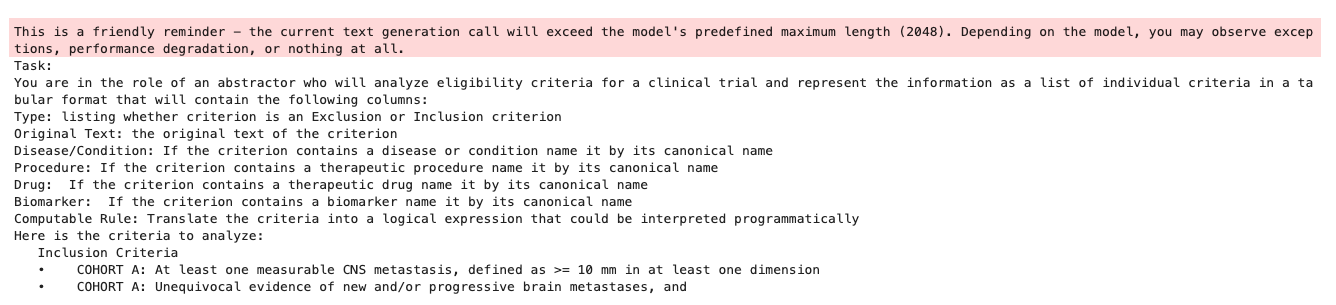 This is a friendly reminder – the current text generation call will exceed the model's predefined maximum length (2048). Depending on the model, you may observe excep
tions, performance degradation, or nothing at all.
Task:
You are in the role of an abstractor who will analyze eligibility criteria for a clinical trial and represent the information as a list of individual criteria in a ta
bular format that will contain the following columns:
Type: listing whether criterion is an Exclusion or Inclusion criterion
Original Text: the original text of the criterion
Disease/Condition: If the criterion contains a disease or condition name it by its canonical name
Procedure: If the criterion contains a therapeutic procedure name it by its canonical name
Drug:  If the criterion contains a therapeutic drug name it by its canonical name
Biomarker:  If the criterion contains a biomarker name it by its canonical name
Computable Rule: Translate the criteria into a logical expression that could be interpreted programmatically
Here is the criteria to analyze:
Inclusion Criteria
• COHORT A: At least one measurable CNS metastasis, defined as >= 10 mm in at least one dimension
• COHORT A: Unequivocal evidence of new and/or progressive brain metastases, and